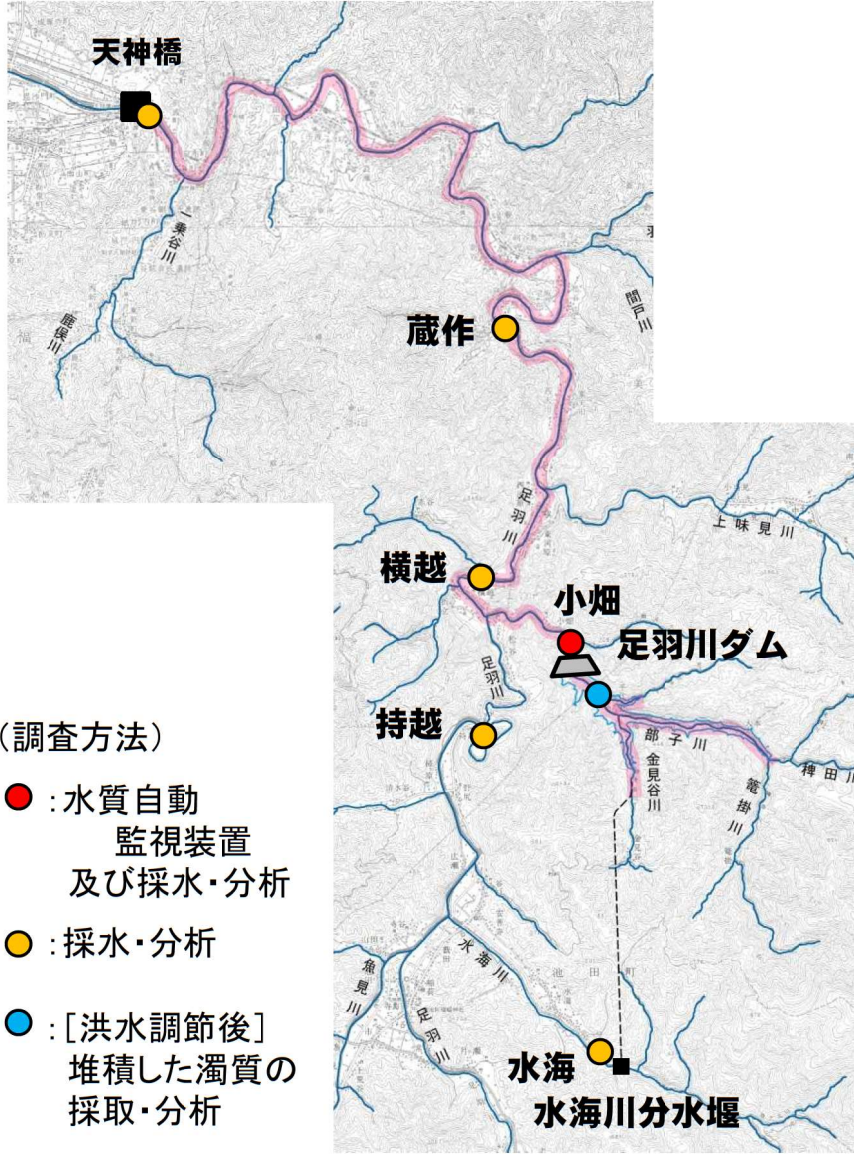 天神橋
一乗谷川
鹿俣川
羽
間戸川
蔵作
足羽川
上味見川
横越
小畑
足羽川ダム
足羽川
持越
部子川
金見谷川
篭掛川
稗田川
(調査方法)
:水質自動
監視装置
及び採水・分析
:採水・分析
:[洪水調節後]
堆積した濁質の
採取・分析
水海川
池田町
魚見川
足羽川
水海
水海川分水堰